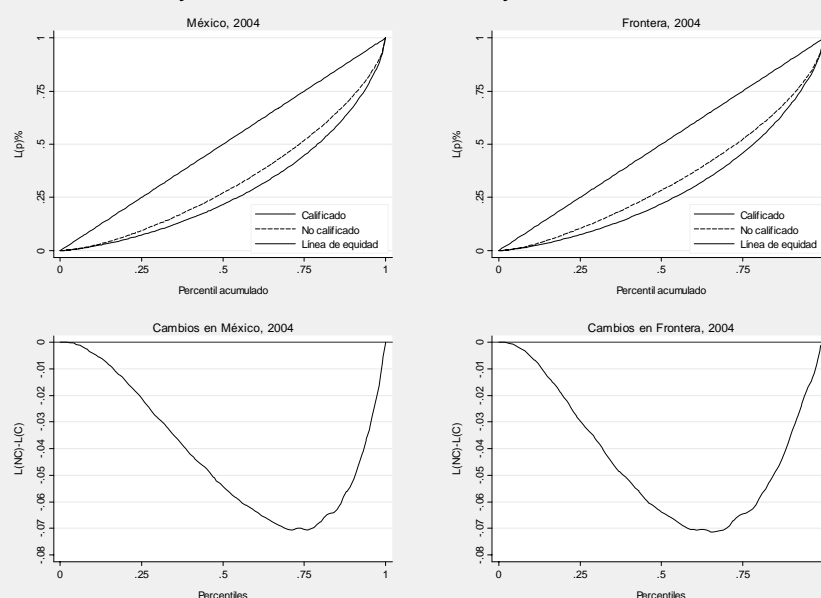 México, 2004
L(p)%
0 .25 .5 .75 1
Calificado
No calificado
Línea de equidad
0 .25 .5 .75 1
Percentil acumulado
Frontera, 2004
L(p)%
0 .25 .5 .75 1
Calificado
No calificado
Línea de equidad
0 .25 .5 .75
Percentil acumulado
Cambios en México, 2004
L(NC)-L(C)
-.08 -.07 -.06 -.05 -.04 -.03 -.02 -.01 0
0 .25 .5 .75 1
Percentiles
Cambios en Frontera, 2004
L(NC)-L(C)
-.08 -.07 -.06 -.05 -.04 -.03 -.02 -.01 0
0 .25 .5 .75
Percentiles